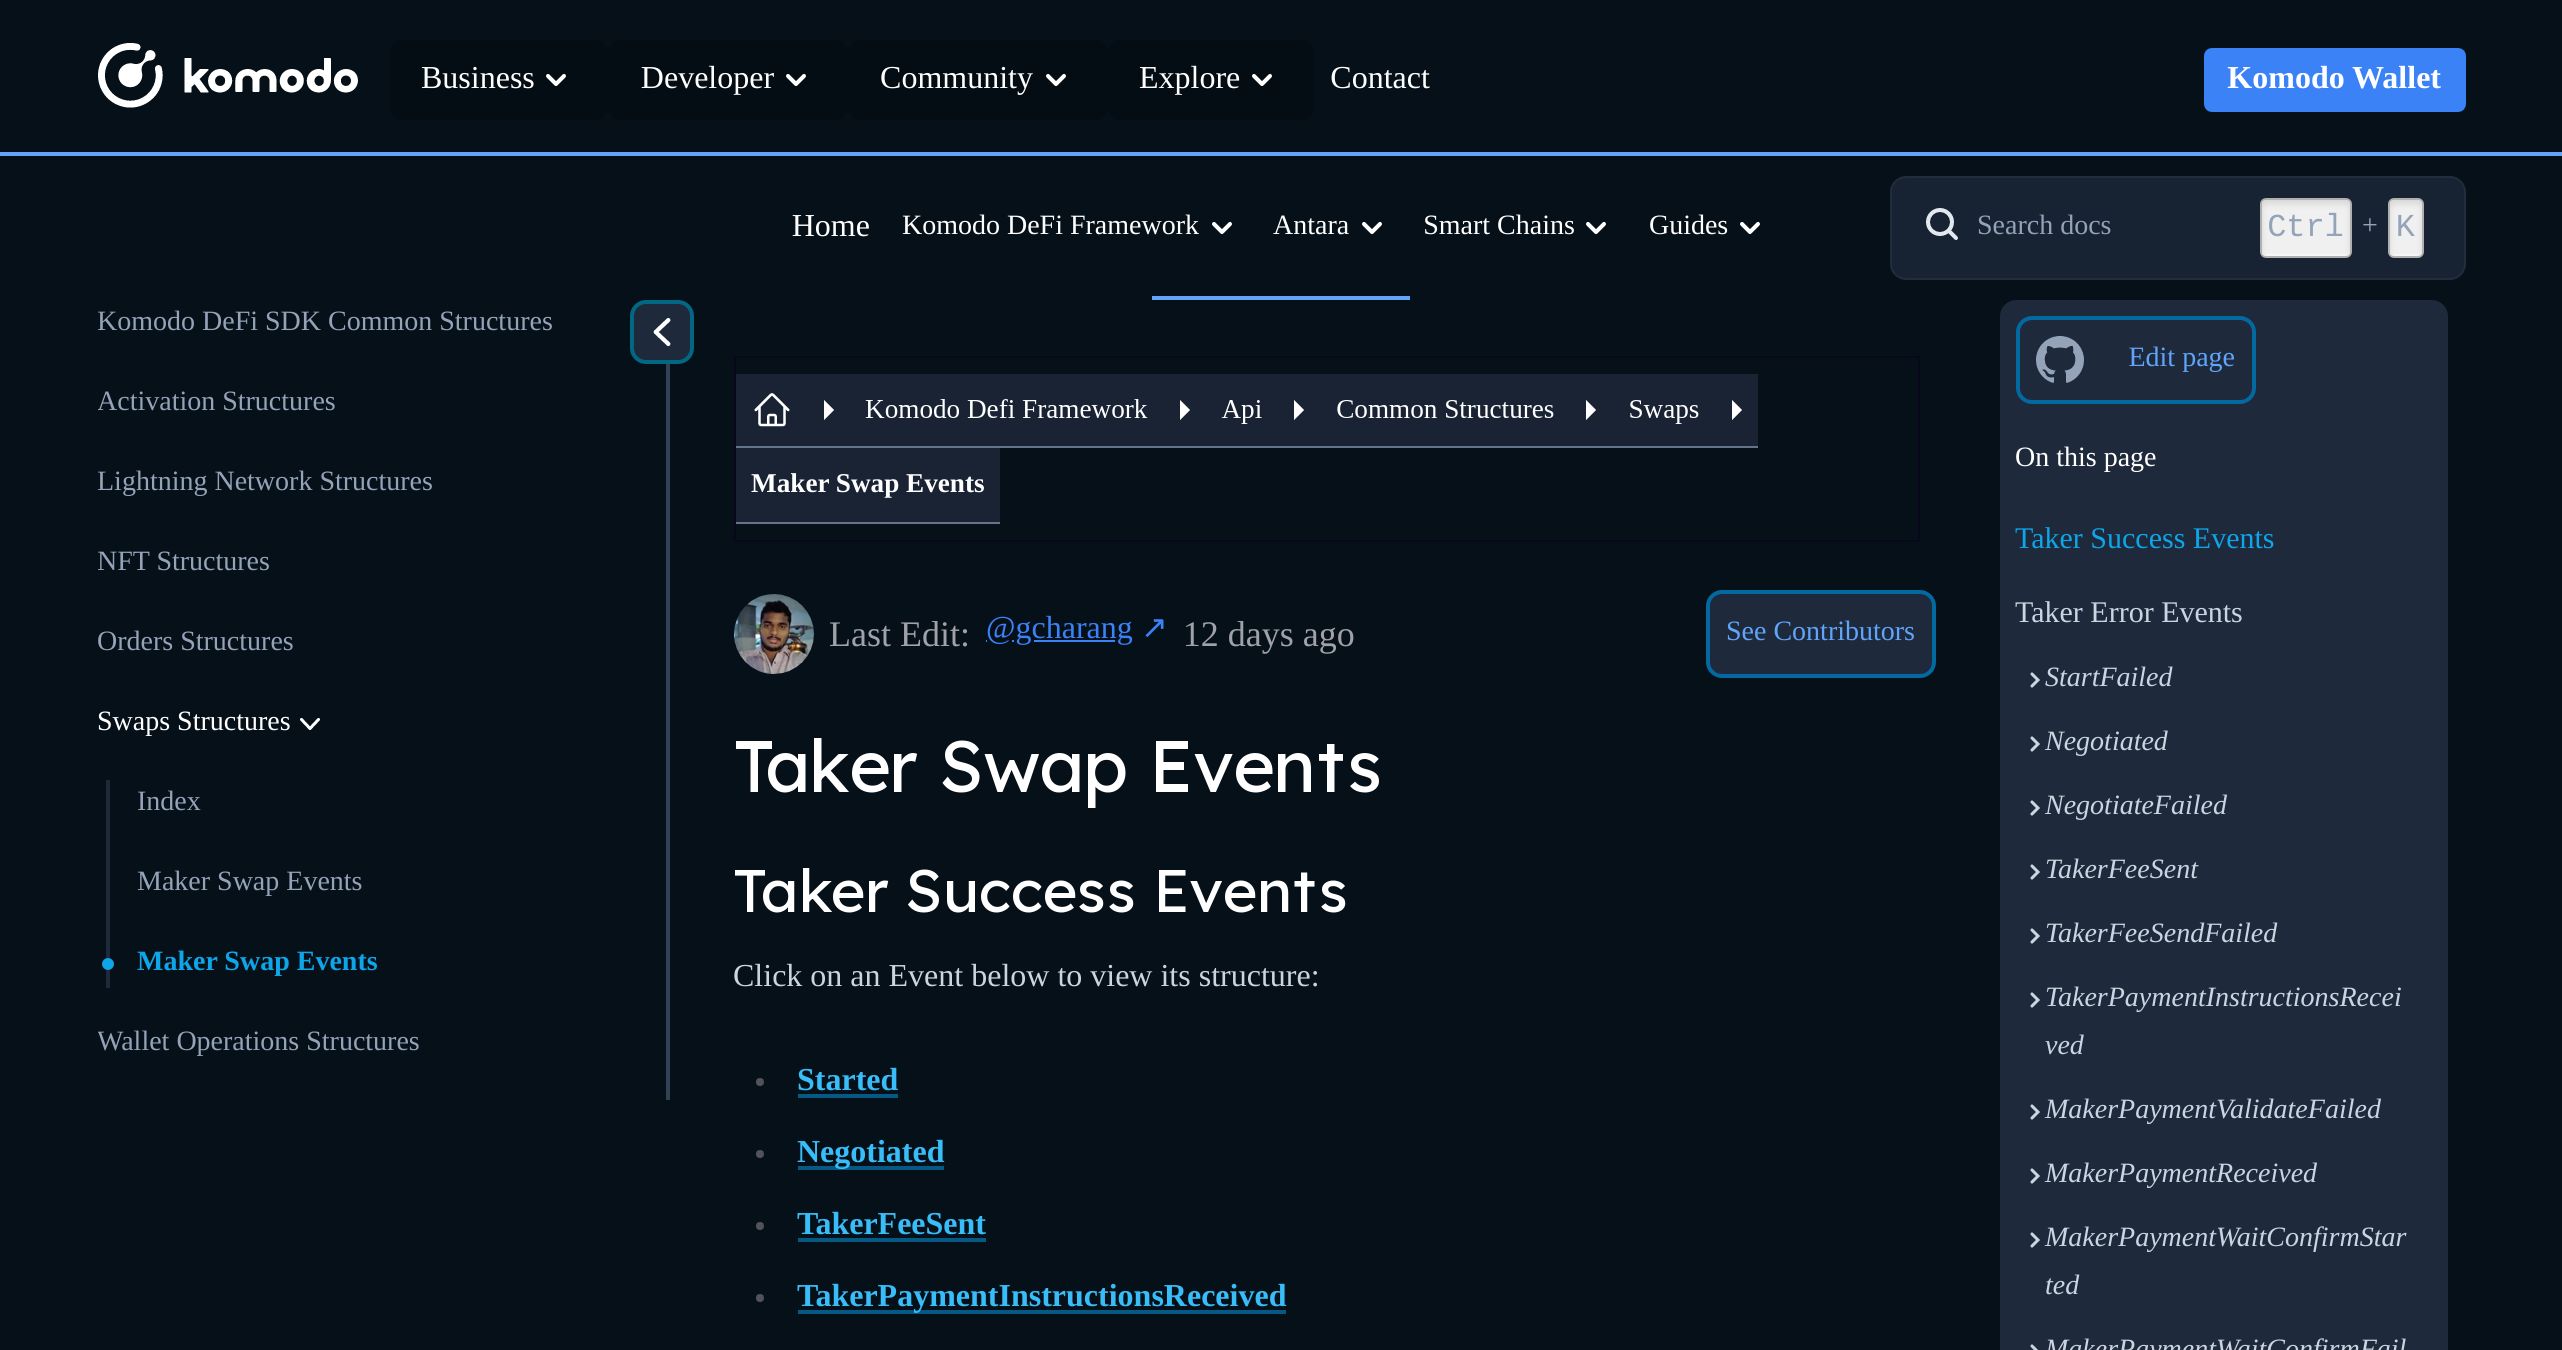 komodo
Business
Developer
Community
Explore
Contact
Komodo Wallet
Home
Komodo DeFi Framework
Antara
Smart Chains
Guides
Search docs
Ctrl + K
Komodo DeFi SDK Common Structures
Activation Structures
Lightning Network Structures
NFT Structures
Orders Structures
Swaps Structures
Index
Maker Swap Events
Maker Swap Events
Wallet Operations Structures
Komodo Defi Framework
Api
Common Structures
Swaps
Maker Swap Events
Last Edit: @gcharang ↗ 12 days ago
See Contributors
Taker Swap Events
Taker Success Events
Click on an Event below to view its structure:
Started
Negotiated
TakerFeeSent
TakerPaymentInstructionsReceived
Edit page
On this page
Taker Success Events
Taker Error Events
StartFailed
Negotiated
NegotiateFailed
TakerFeeSent
TakerFeeSendFailed
TakerPaymentInstructionsRecei
ved
MakerPaymentValidateFailed
MakerPaymentReceived
MakerPaymentWaitConfirmStar
ted
MakerPaymentWaitConfirmFail